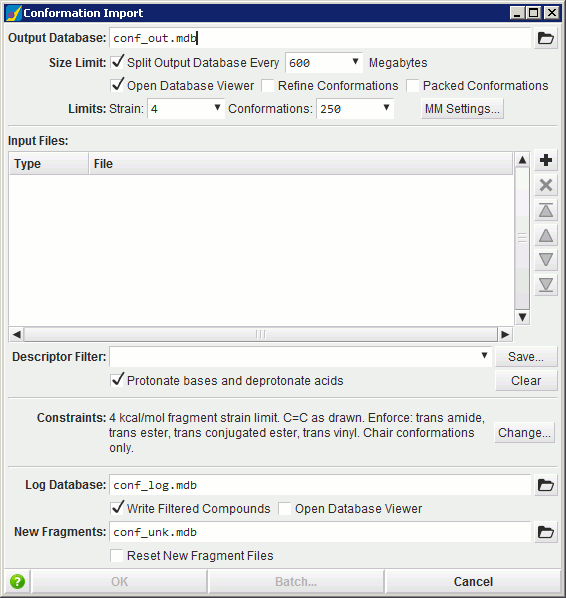 Conformation Import
Output Database: conf_out.mdb
Size Limit: Split Output Database Every 600 Megabytes
Open Database Viewer Refine Conformations Packed Conformations
Limits: Strain: 4 Conformations: 250 MM Settings...
Input Files:
Type File
Descriptor Filter: Save...
Protonate bases and deprotonate acids Clear
Constraints: 4 kcal/mol fragment strain limit. C=C as drawn. Enforce: trans amide,
trans ester, trans conjugated ester, trans vinyl. Chair conformations Change...
only.
Log Database: conf_log.mdb
Write Filtered Compounds Open Database Viewer
New Fragments: conf_unk.mdb
Reset New Fragment Files
? OK Batch... Cancel